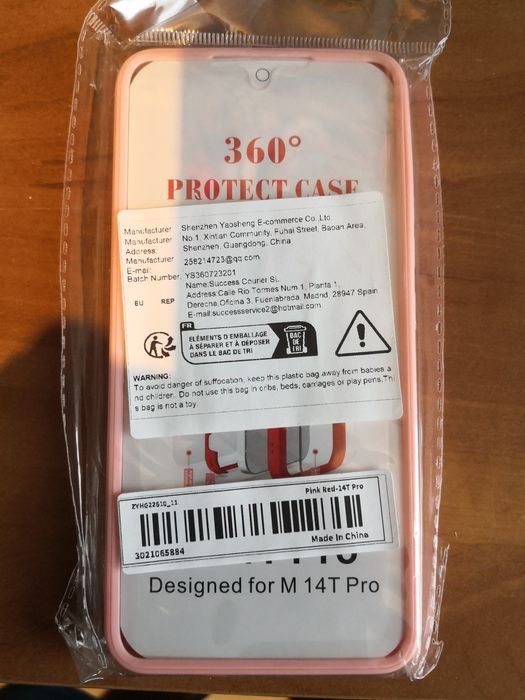 360°
PROTECT CASE
Manufacturer Shenzhen Yaosheng E-commerce Co.,Ltd
Manufacturer No 1, Xintian Community, Fuhai Street, Baoan Area,
Address: Shenzhen, Guangdong, China
Manufacturer 258214723@qq.com
E-mail:
Batch Number: YS360723201
Name:Success Courier SL
EU REP Address:Calle Rio Tormes Num 1, Planta 1,
Derecha,Oficina 3, Fuenlabrada, Madrid, 28947 Spain
E-mail:successservice2@hotmail.com
FR
ÉLÉMENTS D'EMBALLAGE
À SÉPARER ET À DÉPOSER
DANS LE BAC DE TRI
BAC
DE
TRI
WARNING:
To avoid danger of suffocation, keep this plastic bag away from babies a
nd children. Do not use this bag in cribs, beds, carriages or play pens.Thi
s bag is not a toy.
ZYH022610_11
Pink Red-14T Pro
3021065884
Made In China
Designed for M 14T Pro